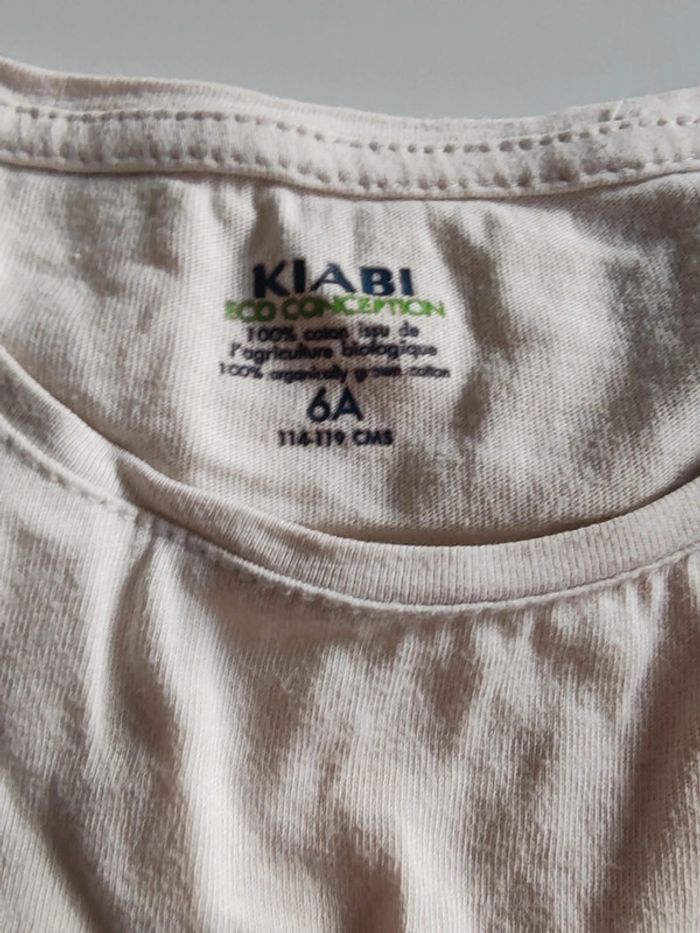 KIABI
ECO CONCEPTION
100% coton issu de
l'agriculture biologique
100% organically grown cotton
6A
114-119 CMS